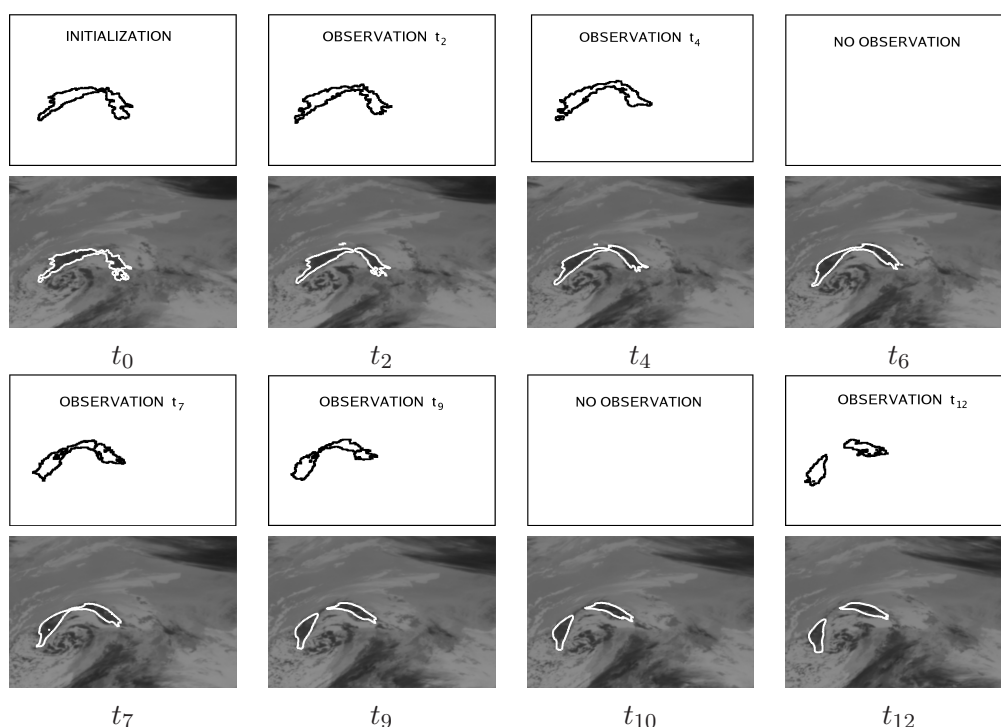 INITIALIZATION
OBSERVATION t₂
OBSERVATION t₄
NO OBSERVATION
t₀
t₂
t₄
t₆
OBSERVATION t₇
OBSERVATION t₉
NO OBSERVATION
OBSERVATION t₁₂
t₇
t₉
t₁₀
t₁₂